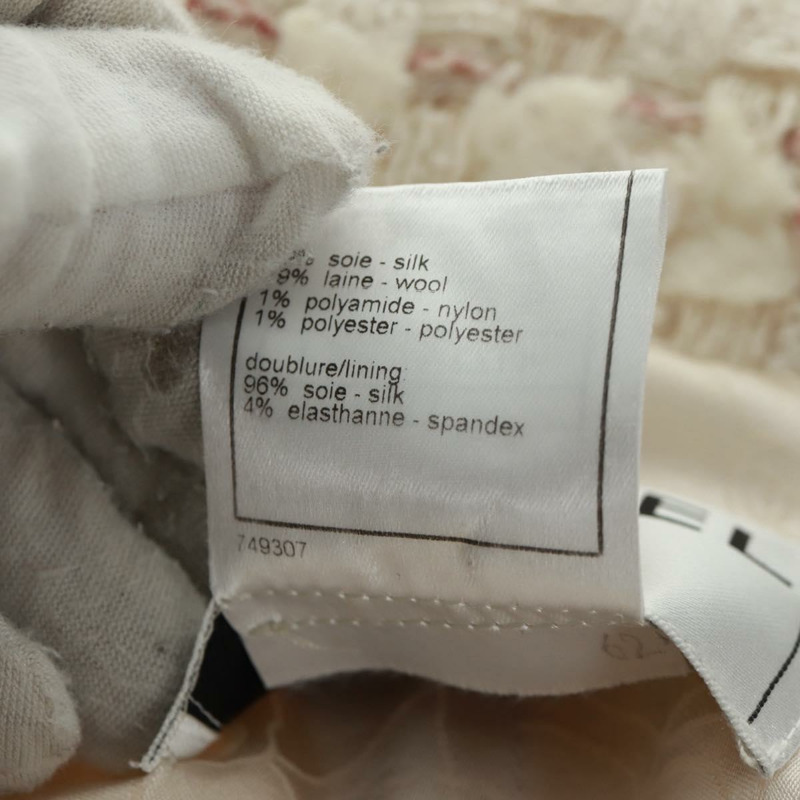 % soie - silk
9% laine - wool
1% polyamide - nylon
1% polyester - polyester
doublure/lining:
96% soie - silk
4% elasthanne - spandex
749307